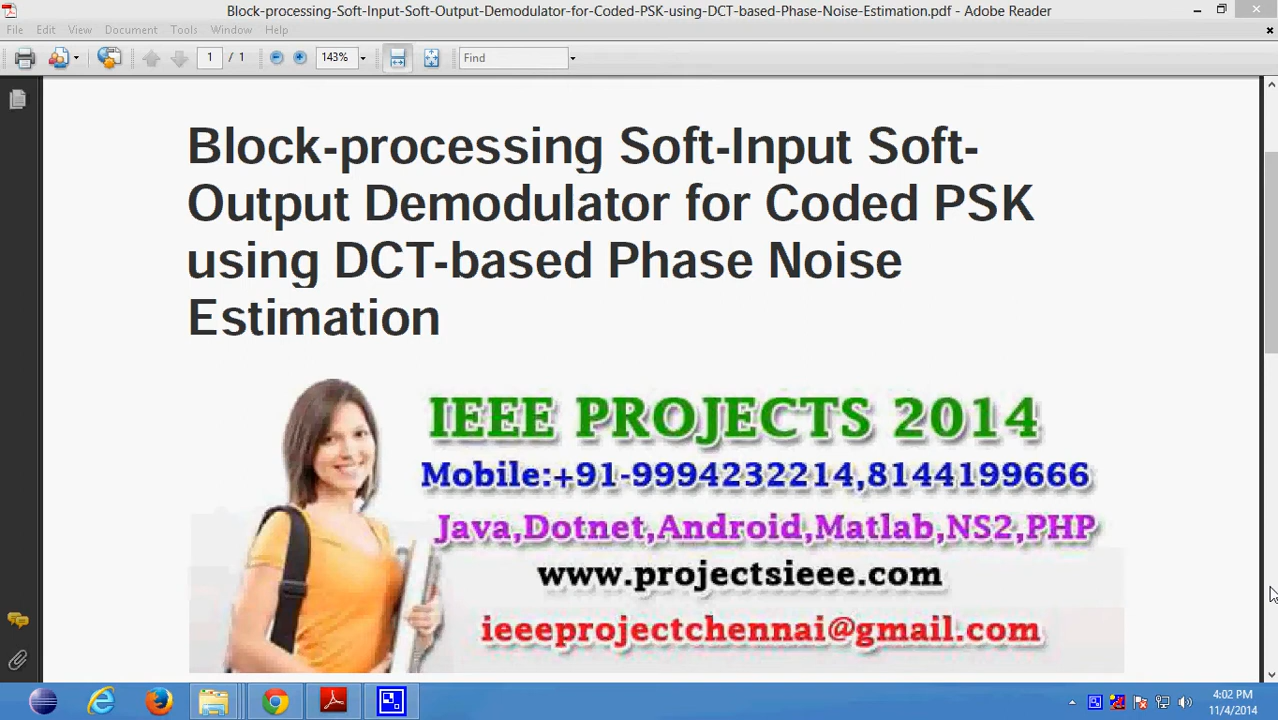 Block-processing-Soft-Input-Soft-Output-Demodulator-for-Coded-PSK-using-DCT-based-Phase-Noise-Estimation.pdf - Adobe Reader
File Edit View Document Tools Window Help
1 / 1 143% Find
Block-processing Soft-Input Soft-
Output Demodulator for Coded PSK
using DCT-based Phase Noise
Estimation
IEEE PROJECTS 2014
Mobile:+91-9994232214,8144199666
Java,Dotnet,Android,Matlab,NS2,PHP
www.projectsieee.com
ieeeprojectchennai@gmail.com
4:02 PM
11/4/2014